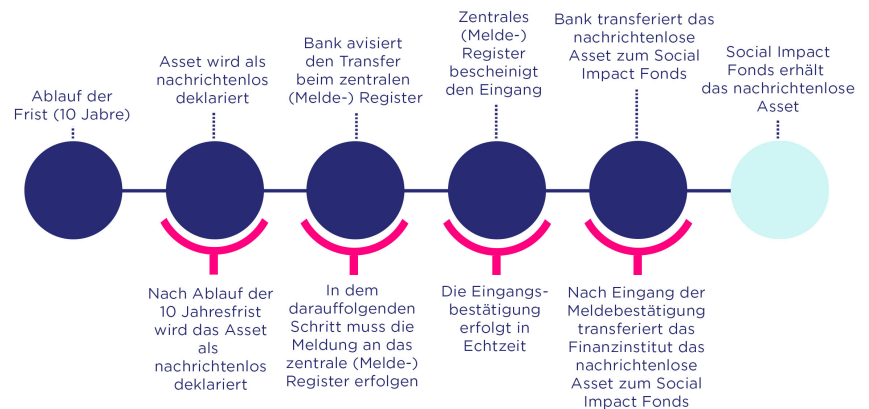 Ablauf der
Frist (10 Jabre)
Asset wird als
nachrichtenlos
deklariert
Bank avisiert
den Transfer
beim zentralen
(Melde-) Register
Zentrales
(Melde-)
Register
bescheinigt
den Eingang
Bank transferiert das
nachrichtenlose
Asset zum Social
Impact Fonds
Social Impact
Fonds erhält
das nachrichtenlose
Asset
Nach Ablauf der
10 Jahresfrist
wird das Asset
als
nachrichtenlos
deklariert
In dem
darauffolgenden
Schritt muss die
Meldung an das
zentrale (Melde-)
Register erfolgen
Die Eingangs-
bestätigung
erfolgt in
Echtzeit
Nach Eingang der
Meldebestätigung
transferiert das
Finanzinstitut das
nachrichtenlose
Asset zum Social
Impact Fonds